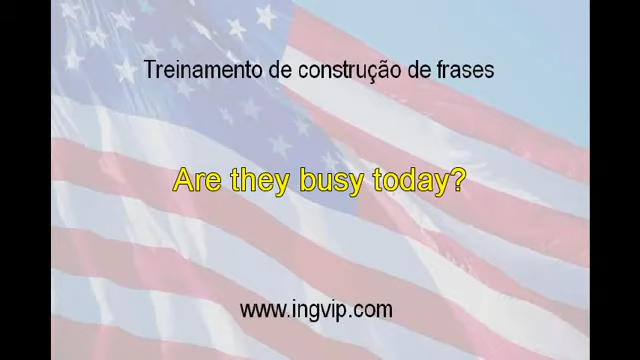 Treinamento de construção de frases
Are they busy today?
www.ingvip.com